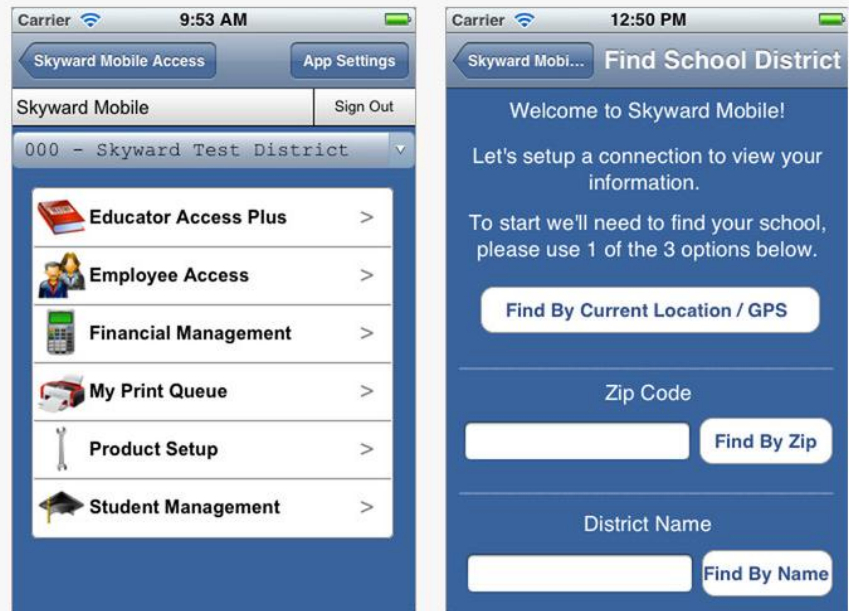 Carrier 9:53 AM
Skyward Mobile Access App Settings
Skyward Mobile Sign Out
000 - Skyward Test District
Educator Access Plus >
Employee Access >
Financial Management >
My Print Queue >
Product Setup >
Student Management >
Carrier 12:50 PM
Skyward Mobi... Find School District
Welcome to Skyward Mobile!
Let's setup a connection to view your
information.
To start we'll need to find your school,
please use 1 of the 3 options below.
Find By Current Location / GPS
Zip Code
Find By Zip
District Name
Find By Name